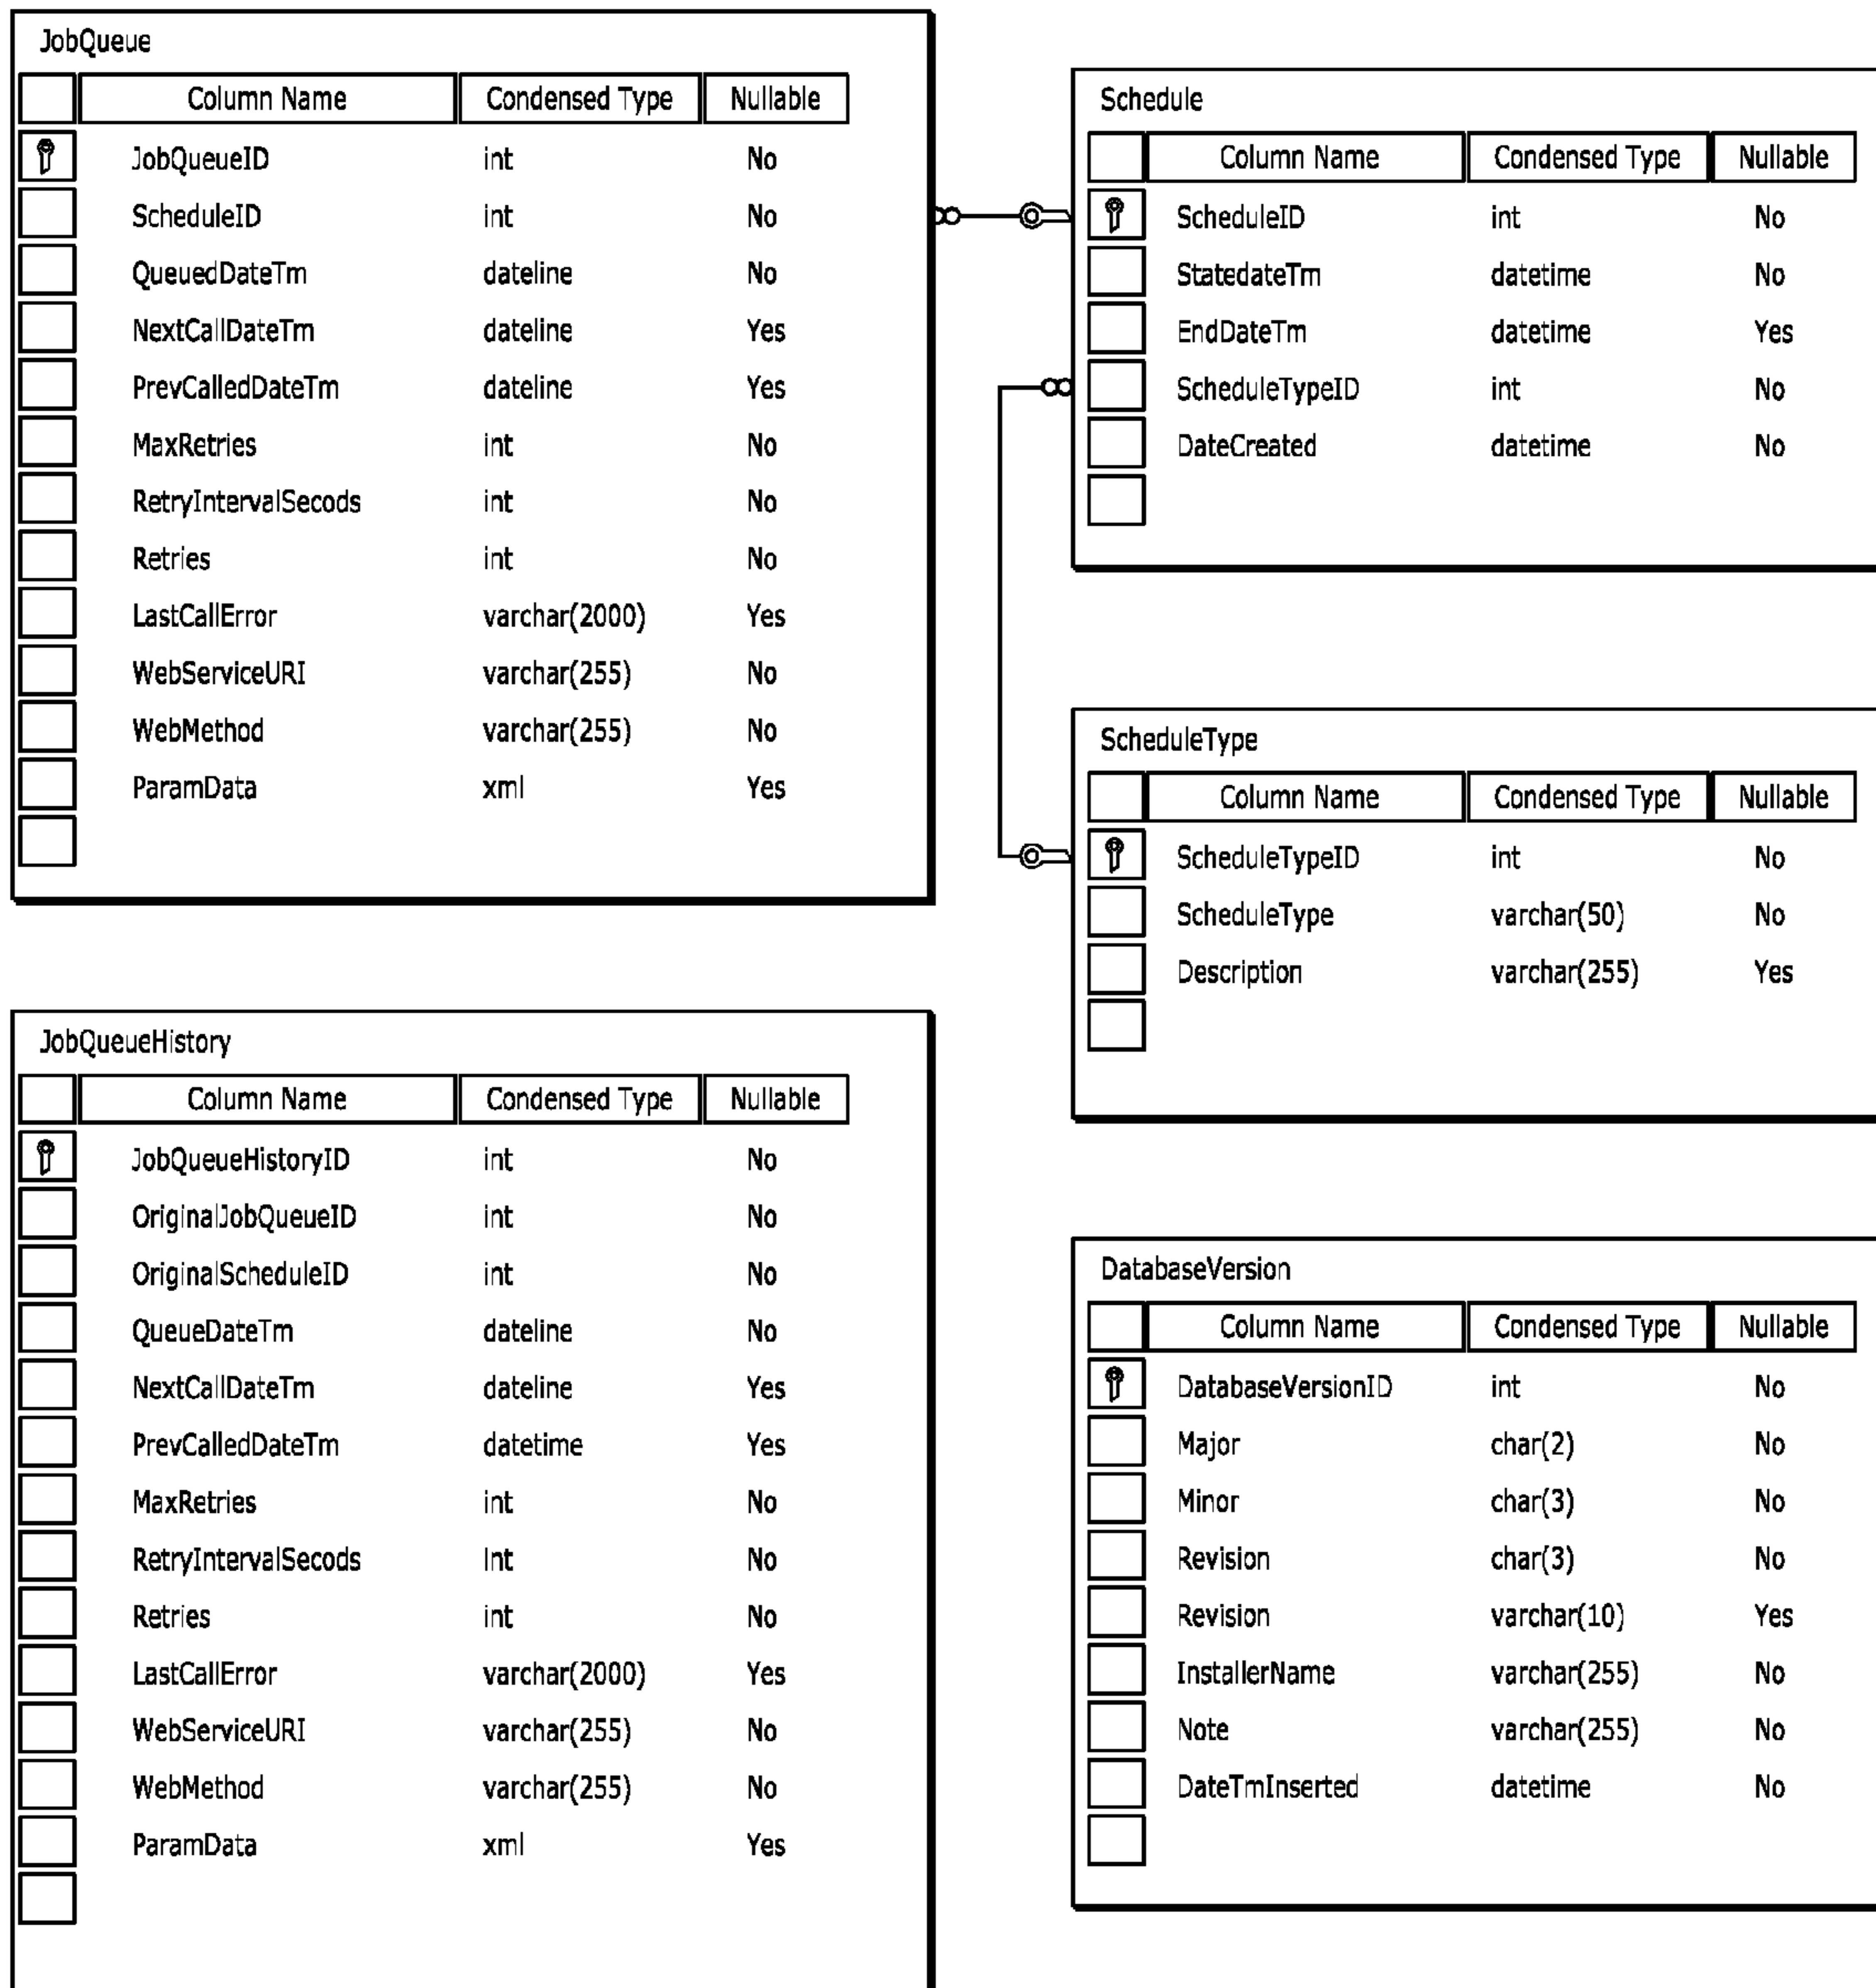 JobQueue
Column Name Condensed Type Nullable
JobQueueID int No
ScheduleID int No
QueuedDateTm dateline No
NextCallDateTm dateline Yes
PrevCalledDateTm dateline Yes
MaxRetries int No
RetryIntervalSecods int No
Retries int No
LastCallError varchar(2000) Yes
WebServiceURI varchar(255) No
WebMethod varchar(255) No
ParamData xml Yes
Schedule
Column Name Condensed Type Nullable
ScheduleID int No
StatedateTm datetime No
EndDateTm datetime Yes
ScheduleTypeID int No
DateCreated datetime No
ScheduleType
Column Name Condensed Type Nullable
ScheduleTypeID int No
ScheduleType varchar(50) No
Description varchar(255) Yes
JobQueueHistory
Column Name Condensed Type Nullable
JobQueueHistoryID int No
OriginalJobQueueID int No
OriginalScheduleID int No
QueueDateTm dateline No
NextCallDateTm dateline Yes
PrevCalledDateTm datetime Yes
MaxRetries int No
RetryIntervalSecods Int No
Retries int No
LastCallError varchar(2000) Yes
WebServiceURI varchar(255) No
WebMethod varchar(255) No
ParamData xml Yes
DatabaseVersion
Column Name Condensed Type Nullable
DatabaseVersionID int No
Major char(2) No
Minor char(3) No
Revision char(3) No
Revision varchar(10) Yes
InstallerName varchar(255) No
Note varchar(255) No
DateTmInserted datetime No